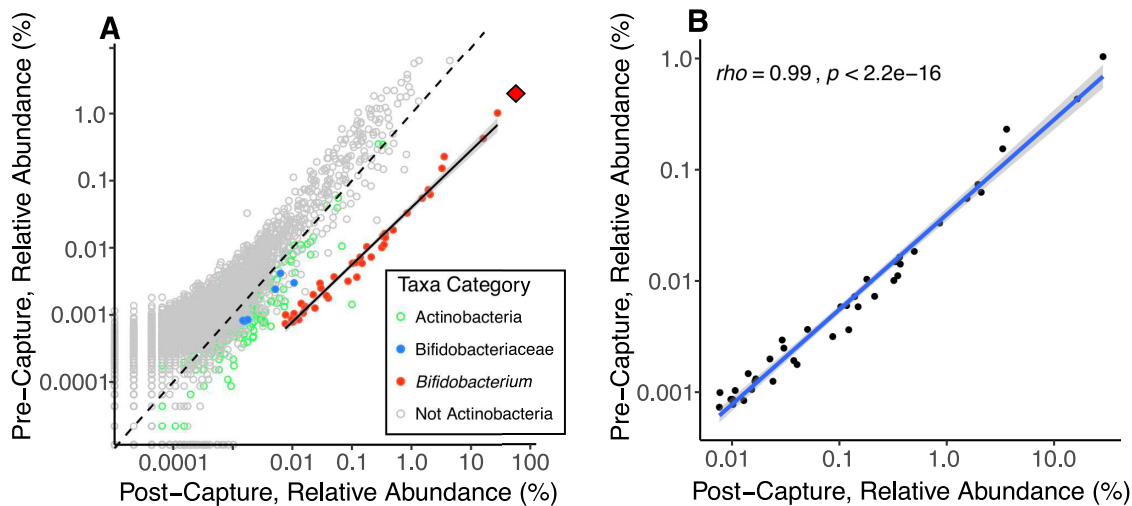 A
Pre−Capture, Relative Abundance (%)
1.0
0.1
0.01
0.001
0.0001
Taxa Category
Actinobacteria
Bifidobacteriaceae
Bifidobacterium
Not Actinobacteria
0.0001
0.01
0.1
1.0
100
Post−Capture, Relative Abundance (%)
B
Pre−Capture, Relative Abundance (%)
rho = 0.99 , p < 2.2e−16
1.0
0.1
0.01
0.001
0.01
0.1
1.0
10.0
Post−Capture, Relative Abundance (%)